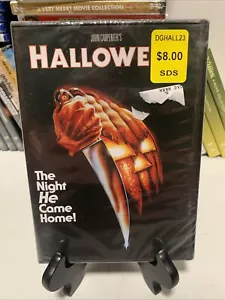 A VERY MERRY MOVIE COLLECTION
JOHN CARPENTER'S
HALLOWE
DGHALL23
$8.00
SDS
The
Night
He
Came
Home!